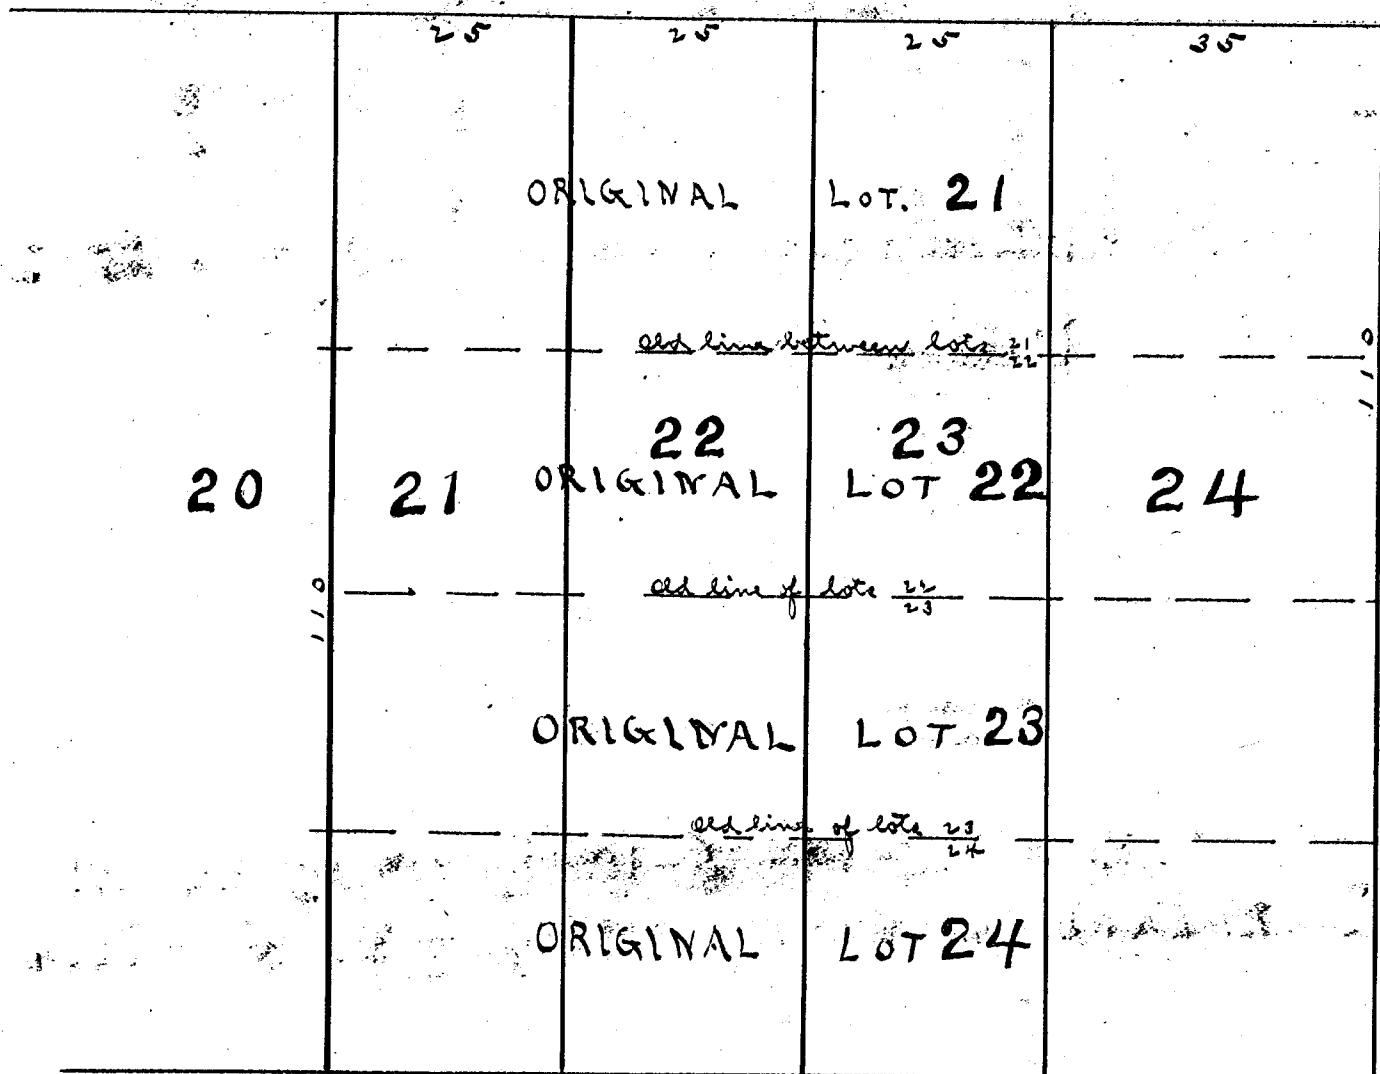 25 25 25 35
ORIGINAL LOT. 21
old line between lots 21/22
110
22 23
20 21 ORIGINAL LOT 22 24
old line of lots 22/23
110
ORIGINAL LOT 23
old line of lots 23/24
ORIGINAL LOT 24